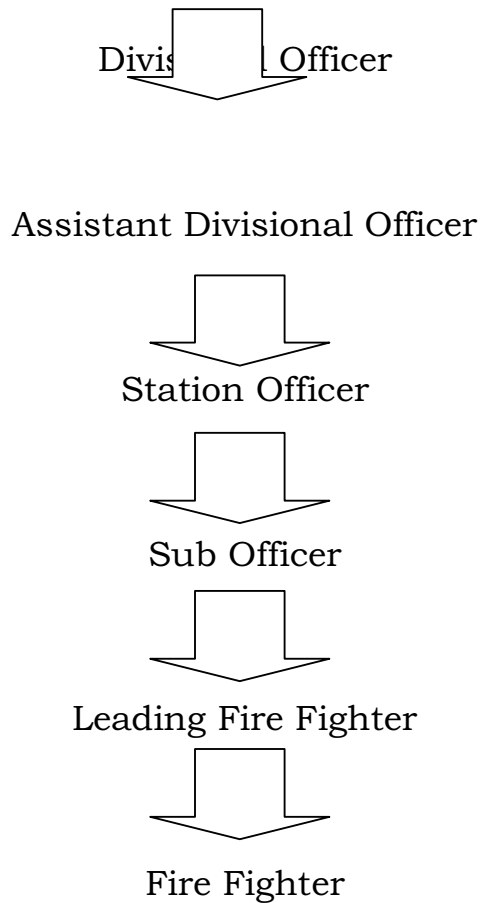 Officer
Assistant Divisional Officer
Station Officer
Sub Officer
Leading Fire Fighter
Fire Fighter